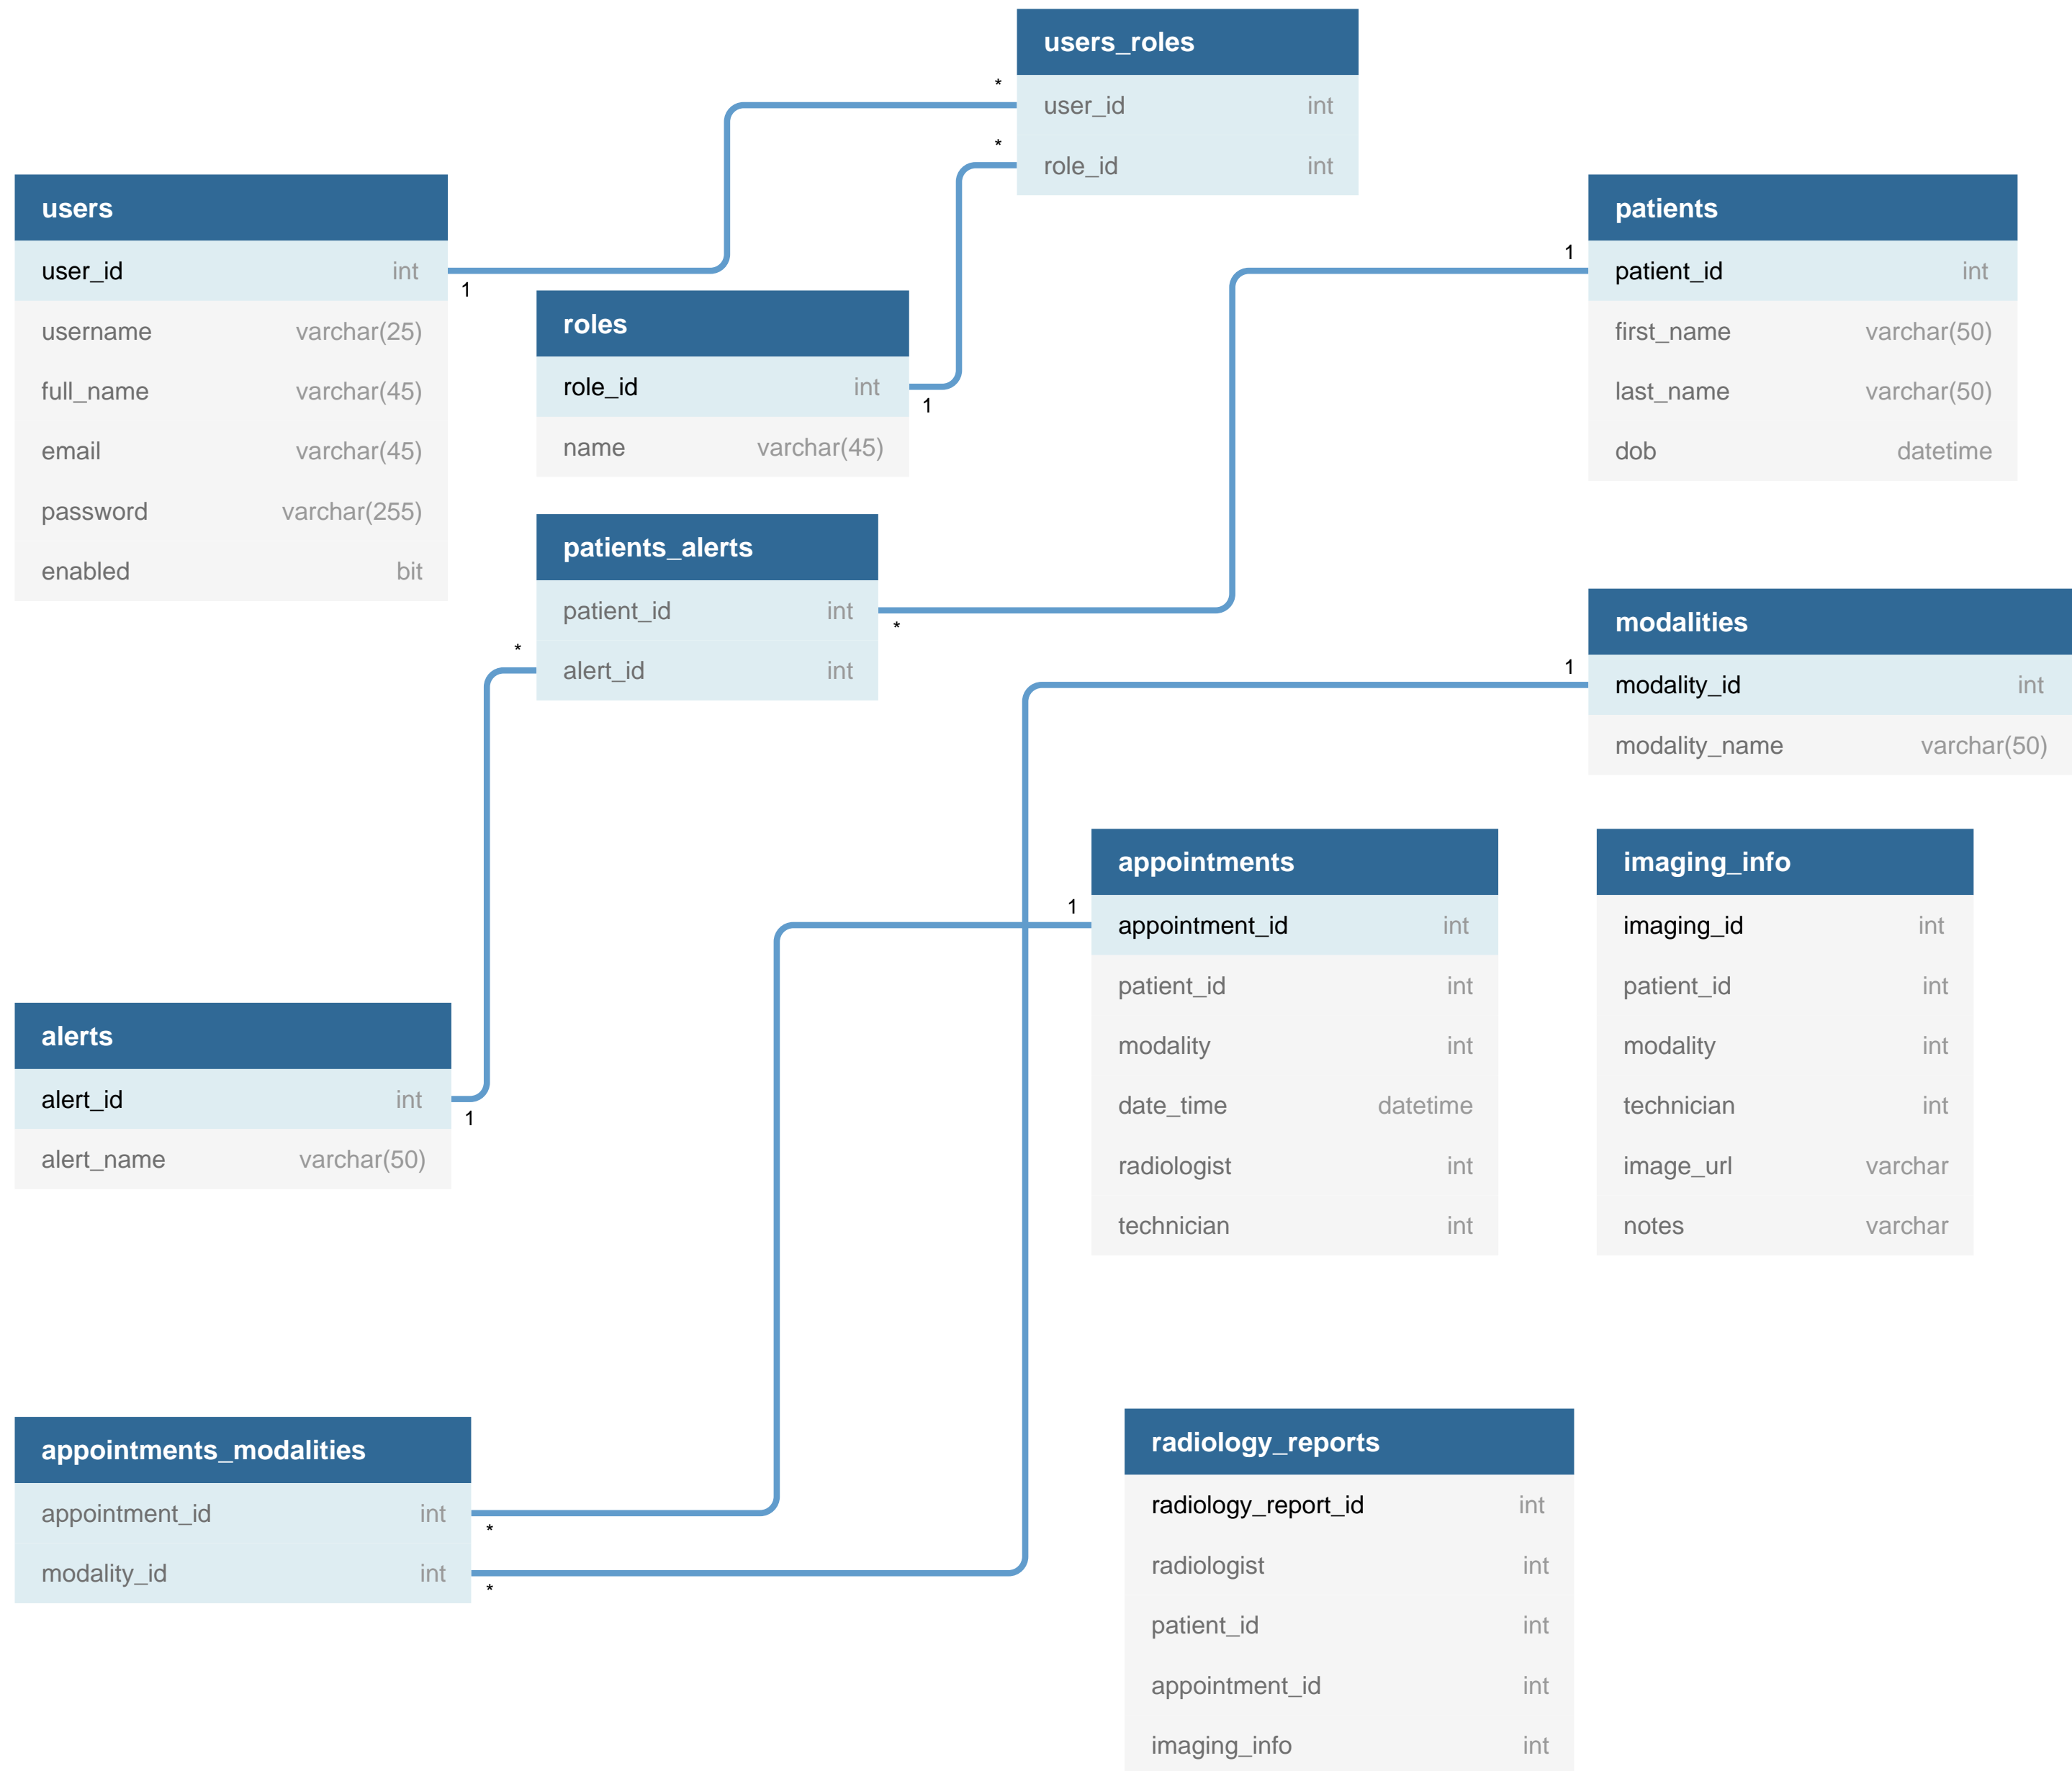 users_roles
*
user_id int
*
role_id int
users
user_id int
1
username varchar(25)
full_name varchar(45)
email varchar(45)
password varchar(255)
enabled bit
roles
role_id int
1
name varchar(45)
patients
1
patient_id int
first_name varchar(50)
last_name varchar(50)
dob datetime
patients_alerts
patient_id int
*
*
alert_id int
modalities
1
modality_id int
modality_name varchar(50)
appointments
1
appointment_id int
patient_id int
modality int
date_time datetime
radiologist int
technician int
imaging_info
imaging_id int
patient_id int
modality int
technician int
image_url varchar
notes varchar
alerts
alert_id int
1
alert_name varchar(50)
appointments_modalities
appointment_id int
*
modality_id int
*
radiology_reports
radiology_report_id int
radiologist int
patient_id int
appointment_id int
imaging_info int